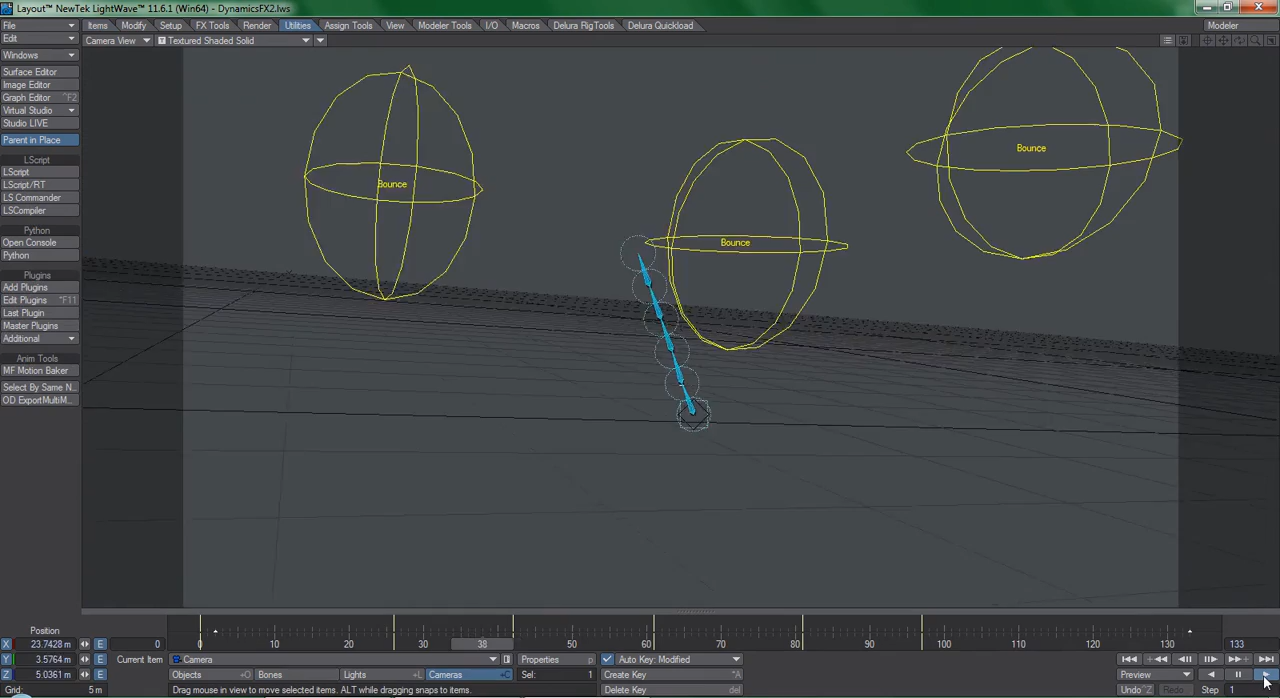 Layout™ NewTek LightWave™ 11.6.1 (Win64) - DynamicsFX2.lws
File Items Modify Setup FX Tools Render Utilities Assign Tools View Modeler Tools I/O Macros Delura RigTools Delura Quickload Modeler
Edit Camera View Textured Shaded Solid
Windows
Surface Editor
Image Editor
Graph Editor ^F2
Virtual Studio
Studio LIVE
Parent in Place
LScript
LScript
LScript/RT
LS Commander
LSCompiler
Python
Open Console
Python
Plugins
Add Plugins
Edit Plugins ^F11
Last Plugin
Master Plugins
Additional
Anim Tools
MF Motion Baker
Select By Same N...
OD ExportMultiM...
Bounce
Bounce
Bounce
Position
X 23.7428 m E 0 0 10 20 30 38 50 60 70 80 90 100 110 120 130 133
Y 3.5764 m E Current Item Camera Properties p Auto Key: Modified
Z 5.0361 m E Objects +O Bones Lights +L Cameras +C Sel: 1 Create Key ^A Preview
Grid: 5 m Drag mouse in view to move selected items. ALT while dragging snaps to items. Delete Key del Undo^Z Redo Step 1